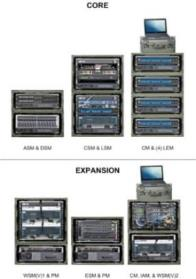 CORE
ASM & DSM
CSM & LSM
CM & (4) LEM
EXPANSION
WSM(V)1 & PM
ESM & PM
CM, IAM, & WSM(V)2